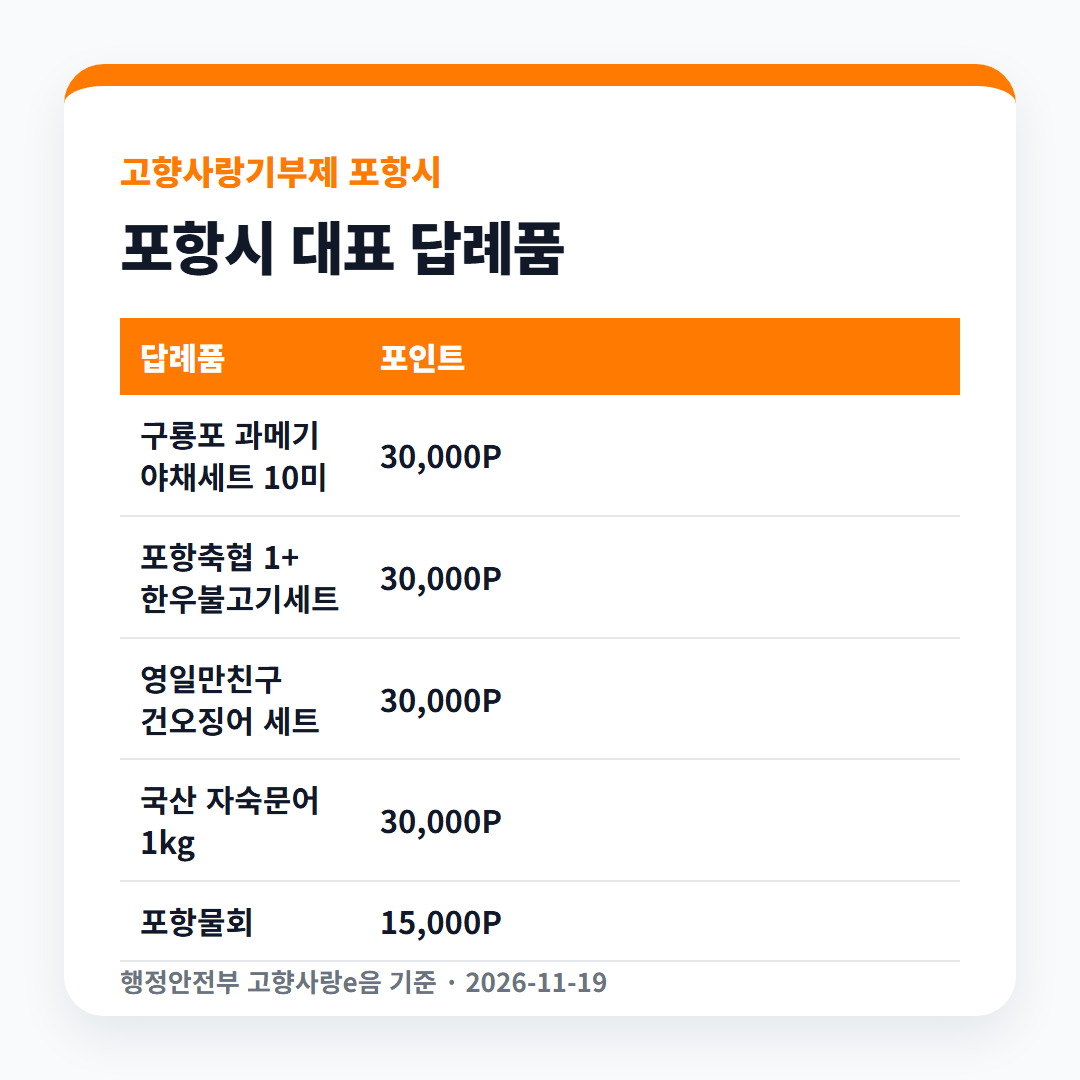 고향사랑기부제 포항시
포항시 대표 답례품
답례품 포인트
구룡포 과메기
야채세트 10미
30,000P
포항축협 1+
한우불고기세트
30,000P
영일만친구
건오징어 세트
30,000P
국산 자숙문어
1kg
30,000P
포항물회 15,000P
행정안전부 고향사랑e음 기준 · 2026-11-19